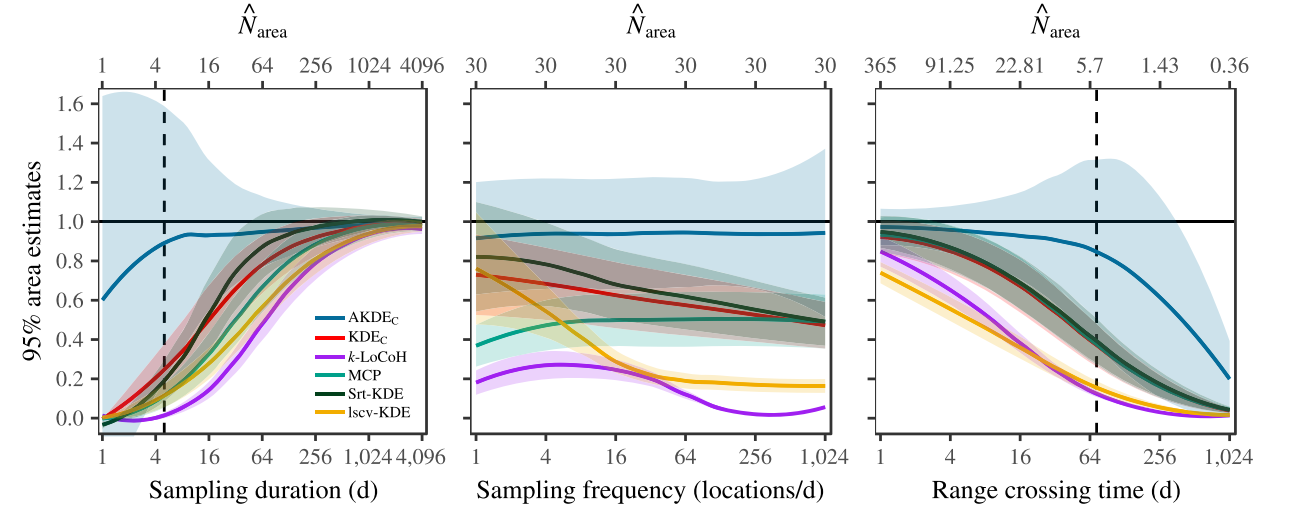 N̂area N̂area N̂area
1 4 16 64 256 1024 4096 30 30 30 30 30 30 365 91.25 22.81 5.7 1.43 0.36
95% area estimates
1.6
1.4
1.2
1.0
0.8
0.6
0.4
0.2
0.0
AKDEC
KDEC
k-LoCoH
MCP
Srt-KDE
lscv-KDE
1 4 16 64 256 1,024 4,096 1 4 16 64 256 1,024 1 4 16 64 256 1,024
Sampling duration (d) Sampling frequency (locations/d) Range crossing time (d)